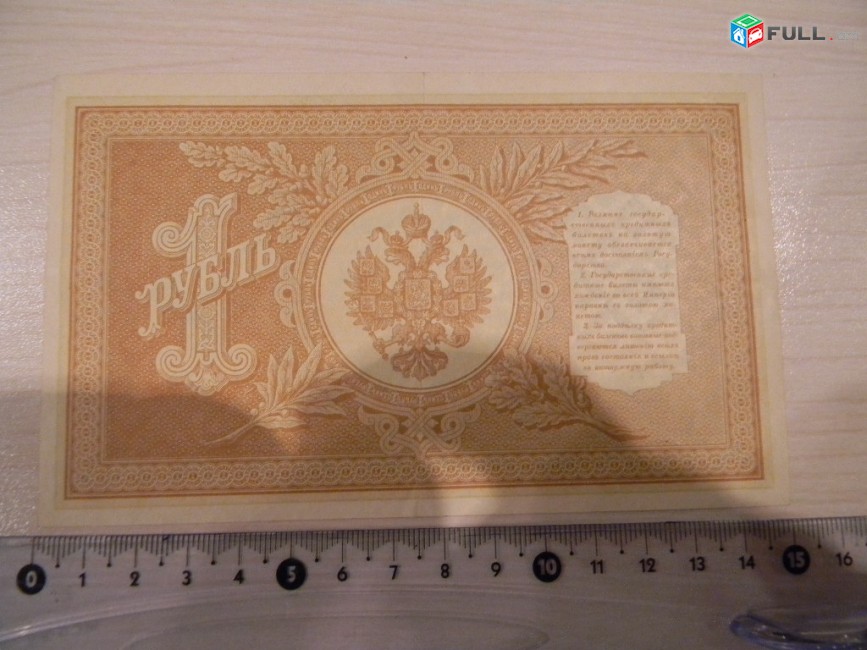 FULL
1
РУБЛЬ
1. Размѣнъ государ-
ственныхъ кредитныхъ
билетовъ на золотую
монету обезпечивается
всѣмъ достояніемъ Госу-
дарства.
2. Государственные кре-
дитные билеты имѣютъ
хожденіе во всей Имперіи
наравнѣ съ золотою мо-
нетою.
3. За поддѣлку кредит-
ныхъ билетовъ виновные под-
вергаются лишенію всѣхъ
правъ состоянія и ссылкѣ
въ каторжную работу.
0 1 2 3 4 5 6 7 8 9 10 11 12 13 14 15 16